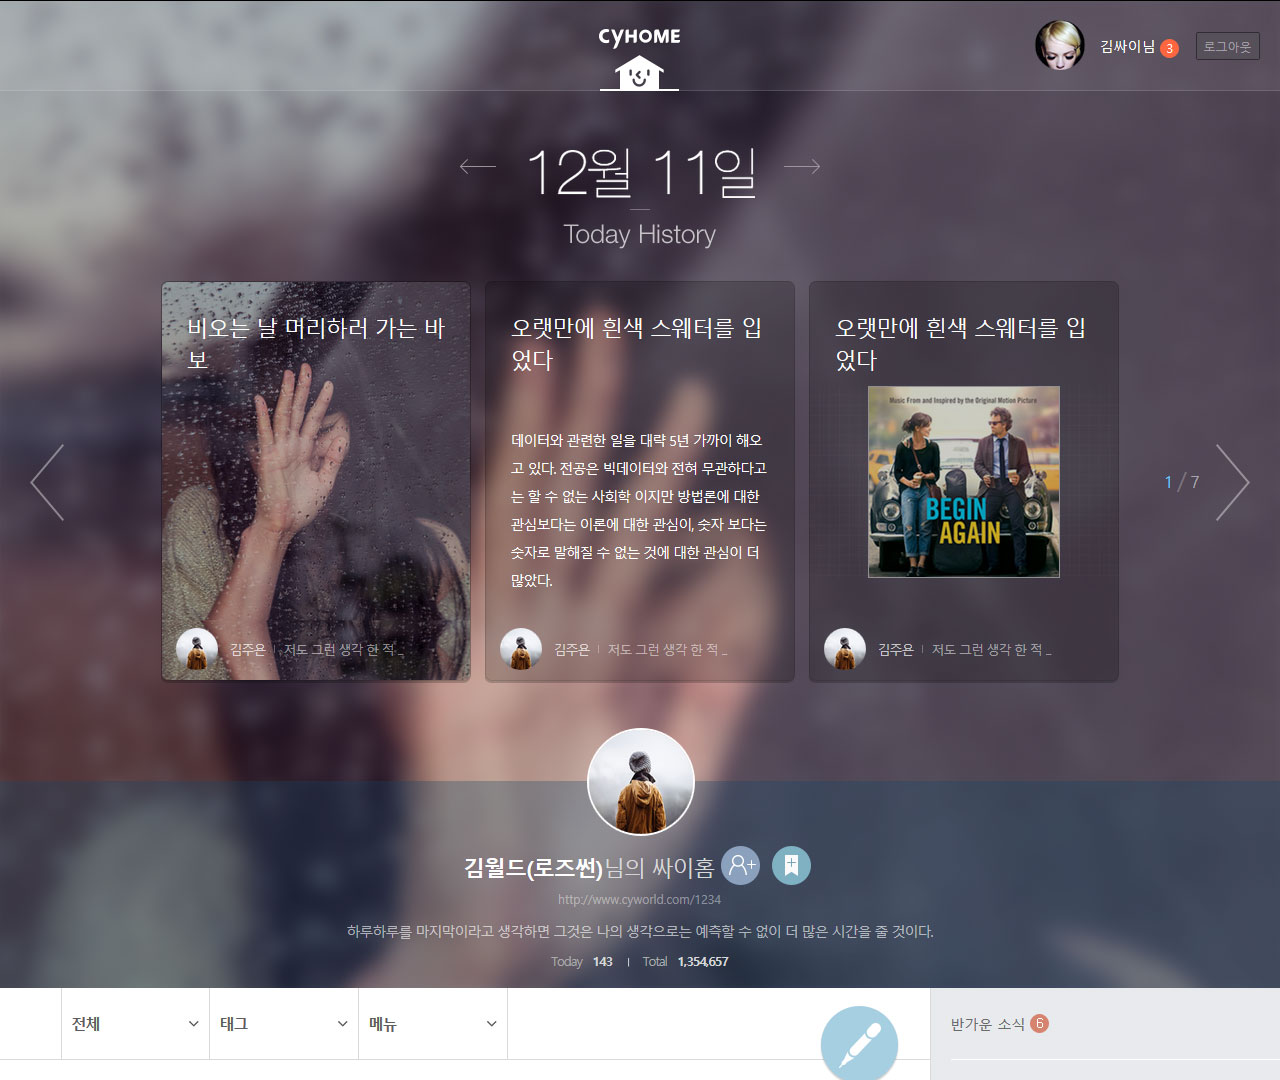 CYHOME
김싸이님 3
로그아웃
12월 11일
Today History
비오는 날 머리하러 가는 바
보
김주욘 | 저도 그런 생각 한 적 _
오랫만에 흰색 스웨터를 입
었다
데이터와 관련한 일을 대략 5년 가까이 해오
고 있다. 전공은 빅데이터와 전혀 무관하다고
는 할 수 없는 사회학 이지만 방법론에 대한
관심보다는 이론에 대한 관심이, 숫자 보다는
숫자로 말해질 수 없는 것에 대한 관심이 더
많았다.
김주욘 | 저도 그런 생각 한 적 _
오랫만에 흰색 스웨터를 입
었다
Music From and Inspired by the Original Motion Picture
BEGIN
AGAIN
김주욘 | 저도 그런 생각 한 적 _
1 / 7
김월드(로즈썬)님의 싸이홈
http://www.cyworld.com/1234
하루하루를 마지막이라고 생각하면 그것은 나의 생각으로는 예측할 수 없이 더 많은 시간을 줄 것이다.
Today 143 | Total 1,354,657
전체
태그
메뉴
반가운 소식 6